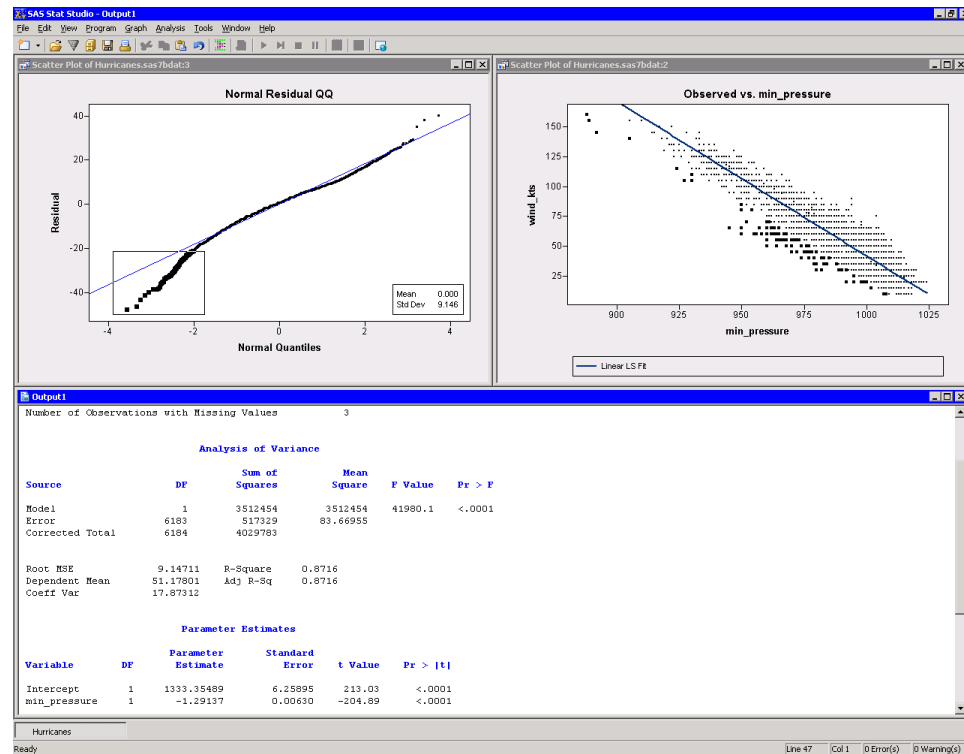 SAS Stat Studio - Output1
File Edit View Program Graph Analysis Tools Window Help
Scatter Plot of Hurricanes.sas7bdat:3
Normal Residual QQ
40
20
0
-20
-40
Residual
Mean 0.000
Std Dev 9.146
-4 -2 0 2 4
Normal Quantiles
Scatter Plot of Hurricanes.sas7bdat:2
Observed vs. min_pressure
150
125
100
75
50
25
wind_kts
900 925 950 975 1000 1025
min_pressure
Linear LS Fit
Output1
Number of Observations with Missing Values 3
Analysis of Variance
Sum of Mean
Source DF Squares Square F Value Pr > F
Model 1 3512454 3512454 41980.1 <.0001
Error 6183 517329 83.66955
Corrected Total 6184 4029783
Root MSE 9.14711 R-Square 0.8716
Dependent Mean 51.17801 Adj R-Sq 0.8716
Coeff Var 17.87312
Parameter Estimates
Parameter Standard
Variable DF Estimate Error t Value Pr > |t|
Intercept 1 1333.35489 6.25895 213.03 <.0001
min_pressure 1 -1.29137 0.00630 -204.89 <.0001
Hurricanes
Ready Line 47 Col 1 0 Error(s) 0 Warning(s)